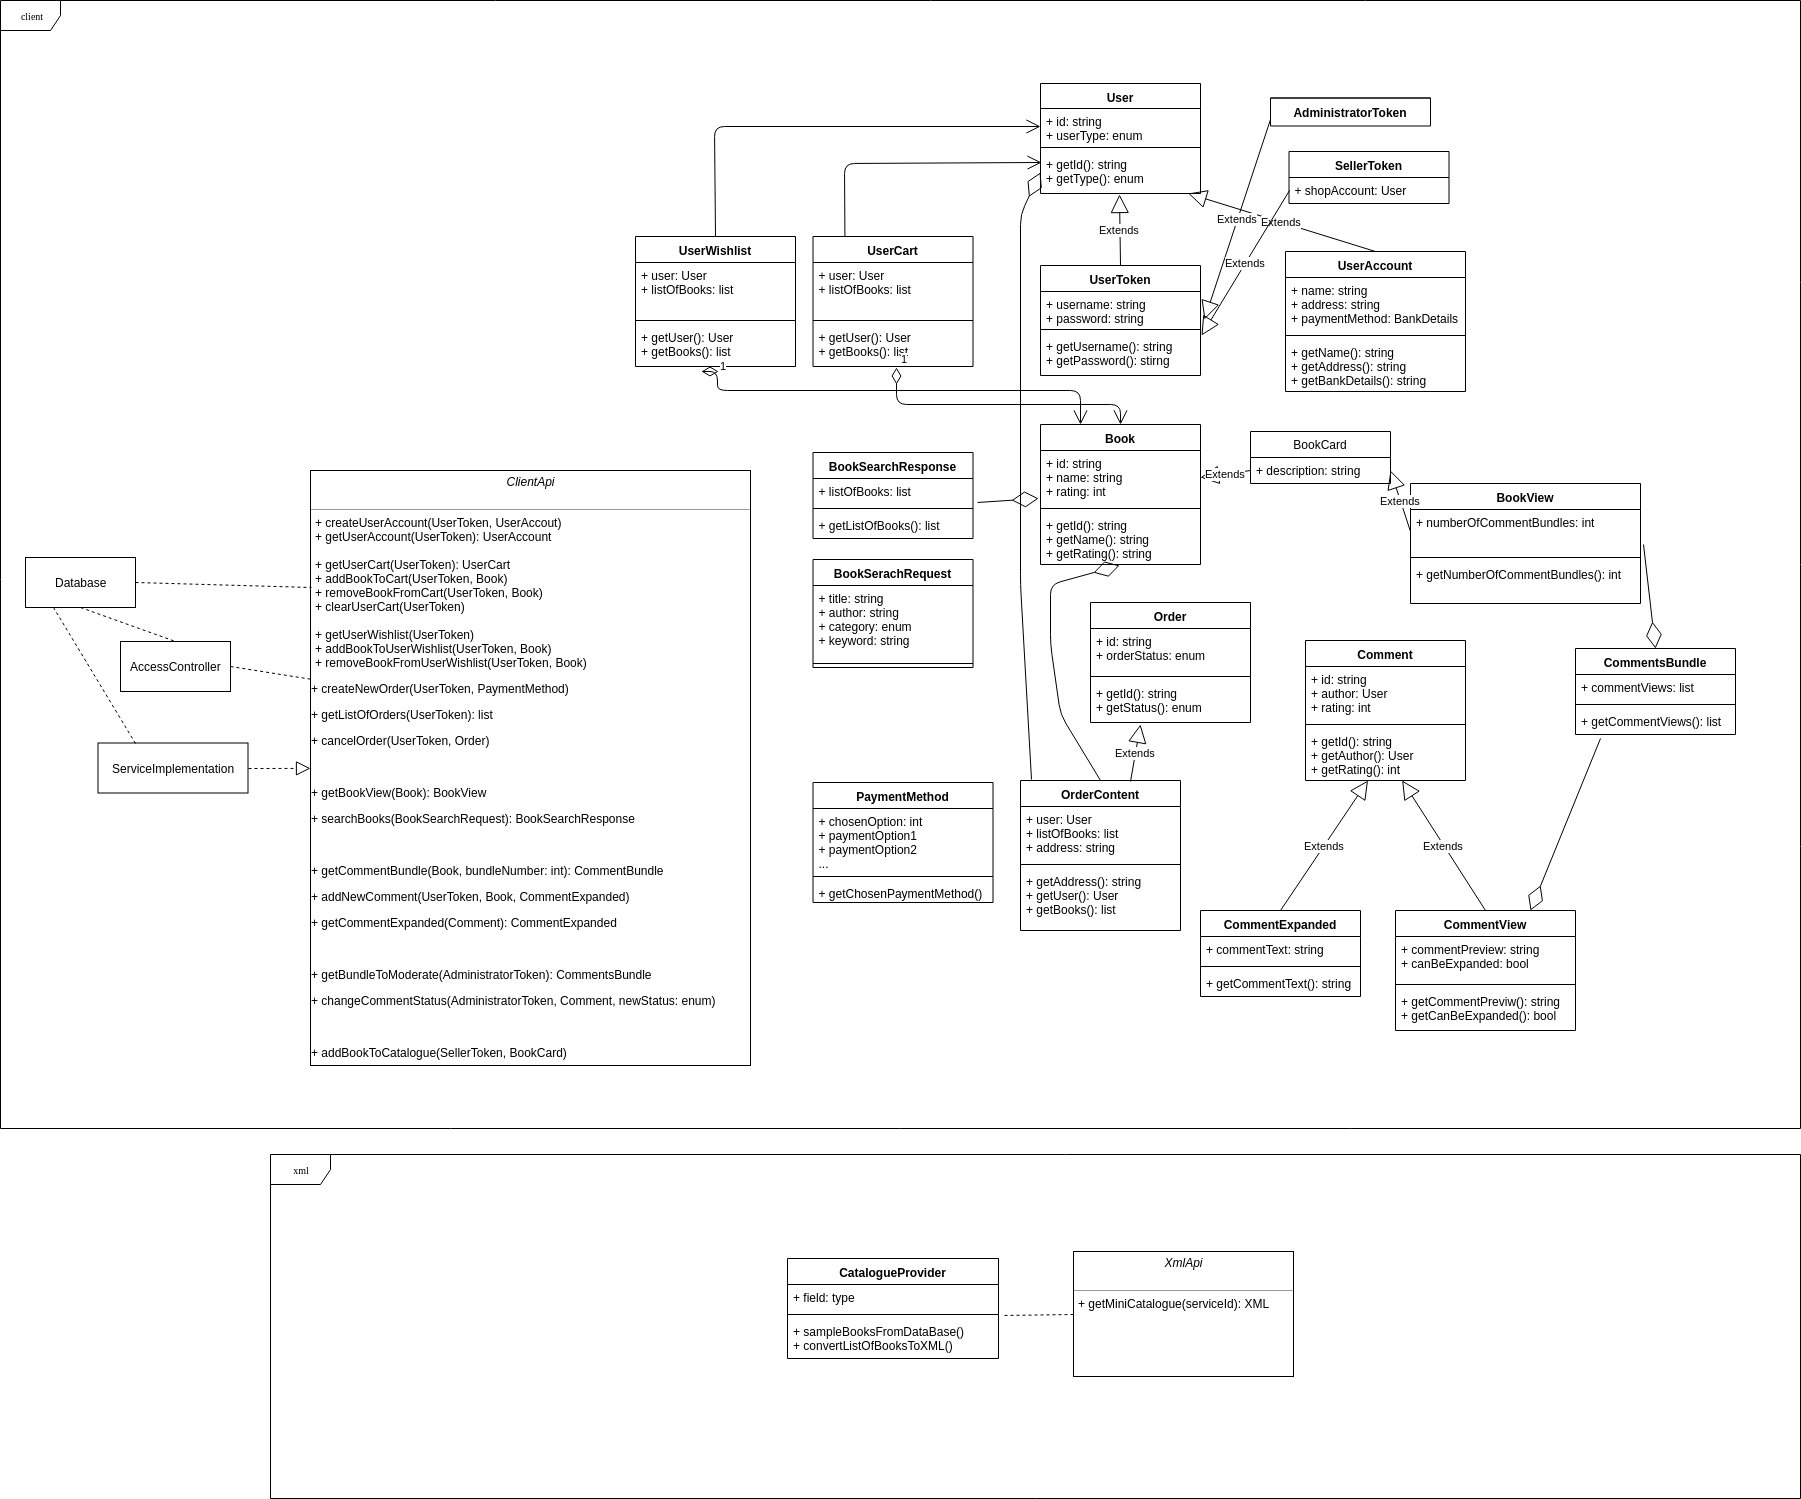 client
User
+ id: string
+ userType: enum
+ getId(): string
+ getType(): enum
AdministratorToken
SellerToken
+ shopAccount: User
Extends
Extends
Extends
Extends
UserWishlist
+ user: User
+ listOfBooks: list
+ getUser(): User
+ getBooks(): list
1
UserCart
+ user: User
+ listOfBooks: list
+ getUser(): User
+ getBooks(): list
1
UserToken
+ username: string
+ password: string
+ getUsername(): string
+ getPassword(): stirng
UserAccount
+ name: string
+ address: string
+ paymentMethod: BankDetails
+ getName(): string
+ getAddress(): string
+ getBankDetails(): string
Book
+ id: string
+ name: string
+ rating: int
+ getId(): string
+ getName(): string
+ getRating(): string
Extends
BookCard
+ description: string
Extends
BookView
+ numberOfCommentBundles: int
+ getNumberOfCommentBundles(): int
BookSearchResponse
+ listOfBooks: list
+ getListOfBooks(): list
BookSerachRequest
+ title: string
+ author: string
+ category: enum
+ keyword: string
ClientApi
+ createUserAccount(UserToken, UserAccout)
+ getUserAccount(UserToken): UserAccount
+ getUserCart(UserToken): UserCart
+ addBookToCart(UserToken, Book)
+ removeBookFromCart(UserToken, Book)
+ clearUserCart(UserToken)
+ getUserWishlist(UserToken)
+ addBookToUserWishlist(UserToken, Book)
+ removeBookFromUserWishlist(UserToken, Book)
+ createNewOrder(UserToken, PaymentMethod)
+ getListOfOrders(UserToken): list
+ cancelOrder(UserToken, Order)
+ getBookView(Book): BookView
+ searchBooks(BookSearchRequest): BookSearchResponse
+ getCommentBundle(Book, bundleNumber: int): CommentBundle
+ addNewComment(UserToken, Book, CommentExpanded)
+ getCommentExpanded(Comment): CommentExpanded
+ getBundleToModerate(AdministratorToken): CommentsBundle
+ changeCommentStatus(AdministratorToken, Comment, newStatus: enum)
+ addBookToCatalogue(SellerToken, BookCard)
Database
AccessController
ServiceImplementation
Order
+ id: string
+ orderStatus: enum
+ getId(): string
+ getStatus(): enum
Extends
Comment
+ id: string
+ author: User
+ rating: int
+ getId(): string
+ getAuthor(): User
+ getRating(): int
CommentsBundle
+ commentViews: list
+ getCommentViews(): list
PaymentMethod
+ chosenOption: int
+ paymentOption1
+ paymentOption2
...
+ getChosenPaymentMethod()
OrderContent
+ user: User
+ listOfBooks: list
+ address: string
+ getAddress(): string
+ getUser(): User
+ getBooks(): list
Extends
Extends
CommentExpanded
+ commentText: string
+ getCommentText(): string
CommentView
+ commentPreview: string
+ canBeExpanded: bool
+ getCommentPreviw(): string
+ getCanBeExpanded(): bool
xml
CatalogueProvider
+ field: type
+ sampleBooksFromDataBase()
+ convertListOfBooksToXML()
XmlApi
+ getMiniCatalogue(serviceId): XML